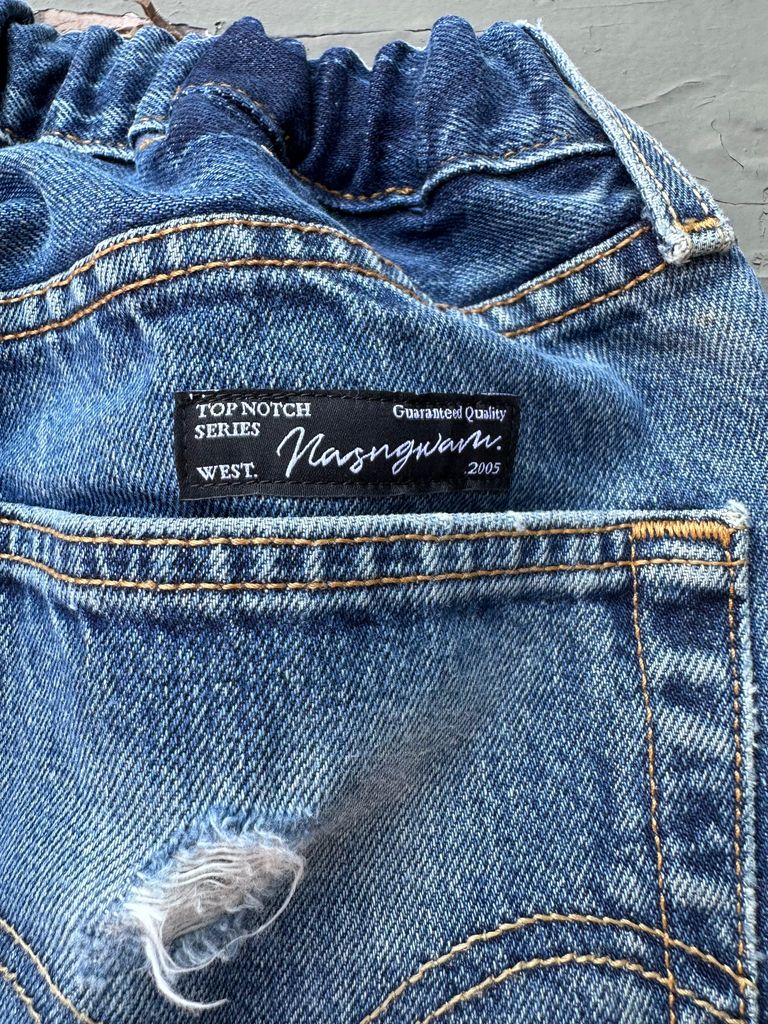 TOP NOTCH
SERIES
WEST.
Guaranteed Quality
Nasngwam.
.2005